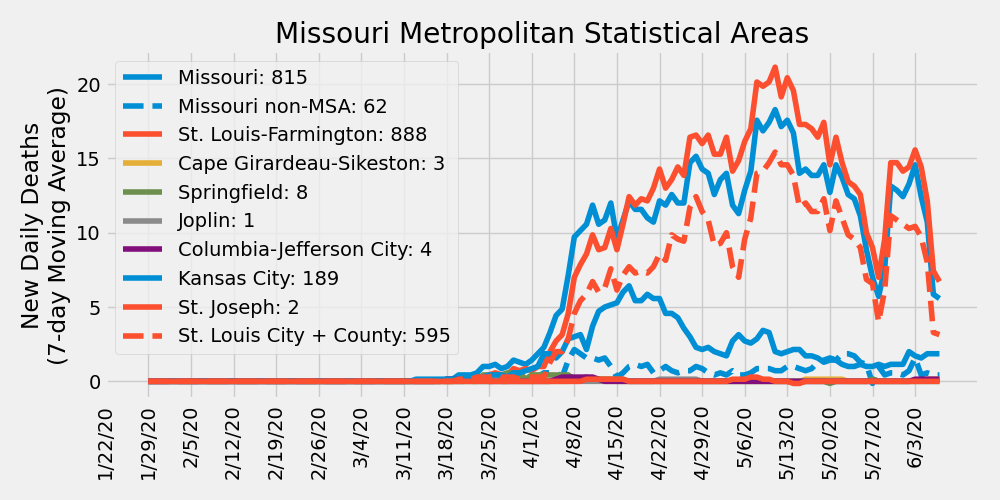 Missouri Metropolitan Statistical Areas
New Daily Deaths
(7-day Moving Average)
20
15
10
5
0
Missouri: 815
Missouri non-MSA: 62
St. Louis-Farmington: 888
Cape Girardeau-Sikeston: 3
Springfield: 8
Joplin: 1
Columbia-Jefferson City: 4
Kansas City: 189
St. Joseph: 2
St. Louis City + County: 595
1/22/20
1/29/20
2/5/20
2/12/20
2/19/20
2/26/20
3/4/20
3/11/20
3/18/20
3/25/20
4/1/20
4/8/20
4/15/20
4/22/20
4/29/20
5/6/20
5/13/20
5/20/20
5/27/20
6/3/20